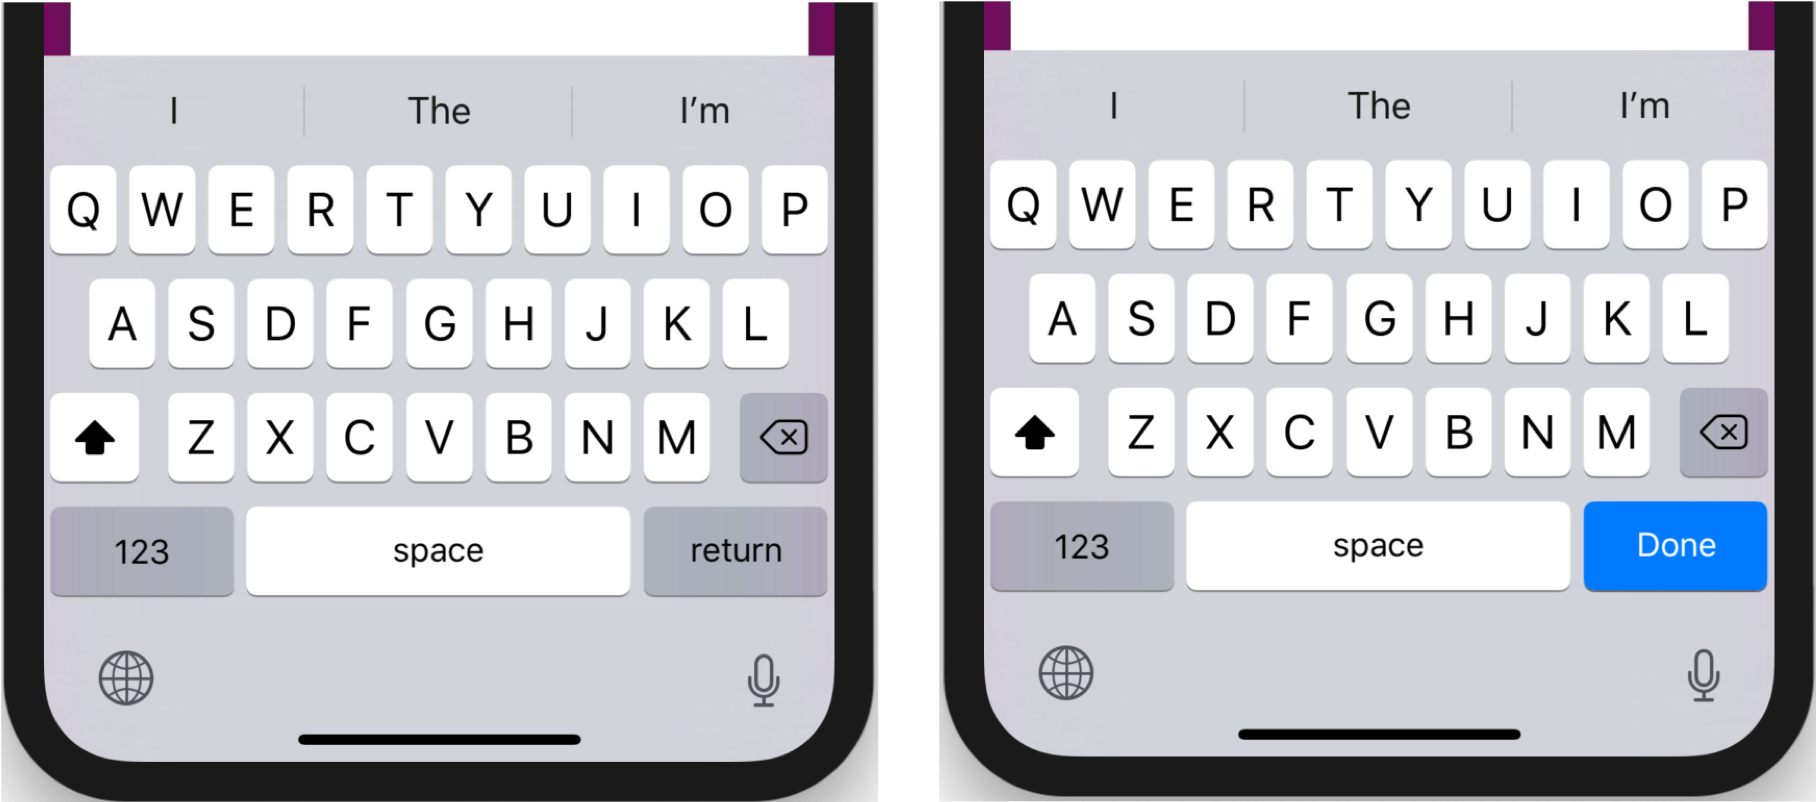 I The I’m
Q W E R T Y U I O P
A S D F G H J K L
Z X C V B N M
123 space return
I The I’m
Q W E R T Y U I O P
A S D F G H J K L
Z X C V B N M
123 space Done